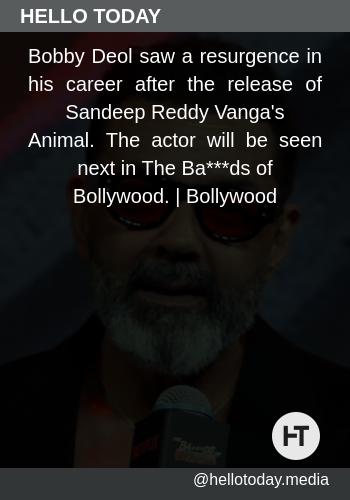 HELLO TODAY
Bobby Deol saw a resurgence in
his career after the release of
Sandeep Reddy Vanga's
Animal. The actor will be seen
next in The Ba***ds of
Bollywood. | Bollywood
HT
@hellotoday.media